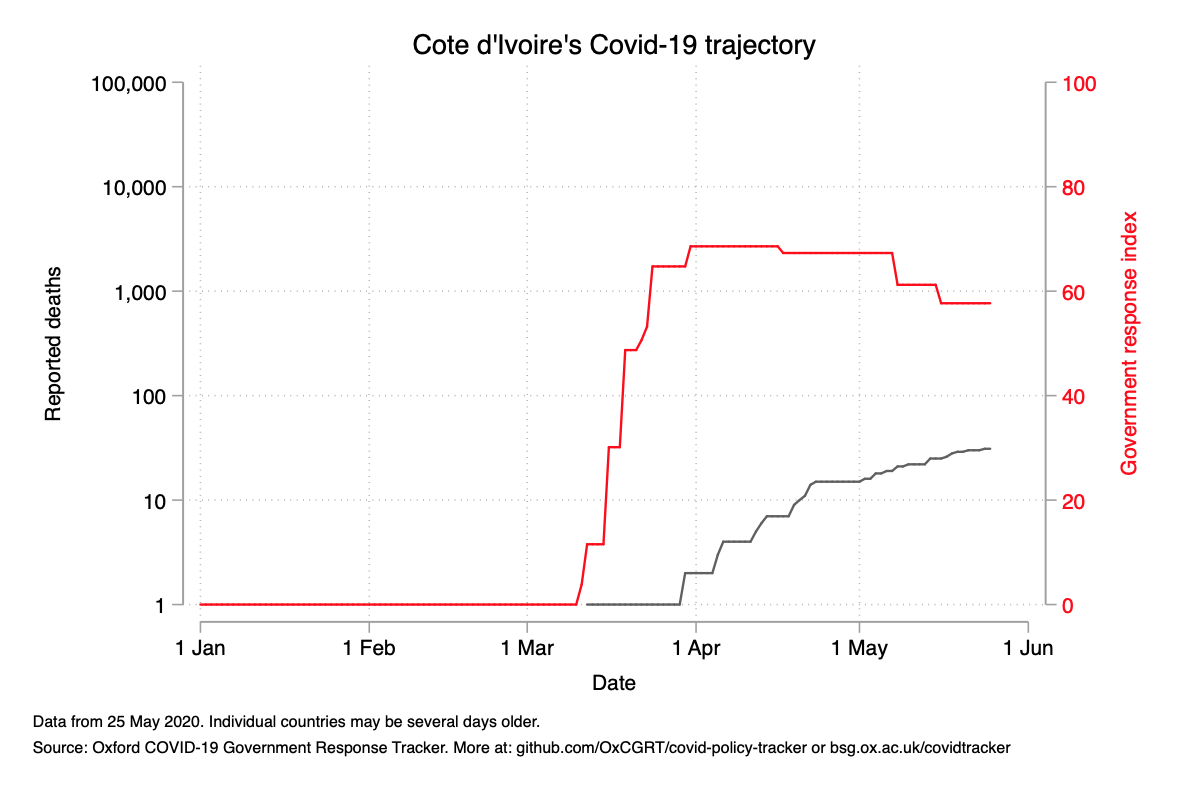 Cote d'Ivoire's Covid-19 trajectory
100,000
10,000
1,000
100
10
1
Reported deaths
100
80
60
40
20
0
Government response index
1 Jan
1 Feb
1 Mar
1 Apr
1 May
1 Jun
Date
Data from 25 May 2020. Individual countries may be several days older.
Source: Oxford COVID-19 Government Response Tracker. More at: github.com/OxCGRT/covid-policy-tracker or bsg.ox.ac.uk/covidtracker